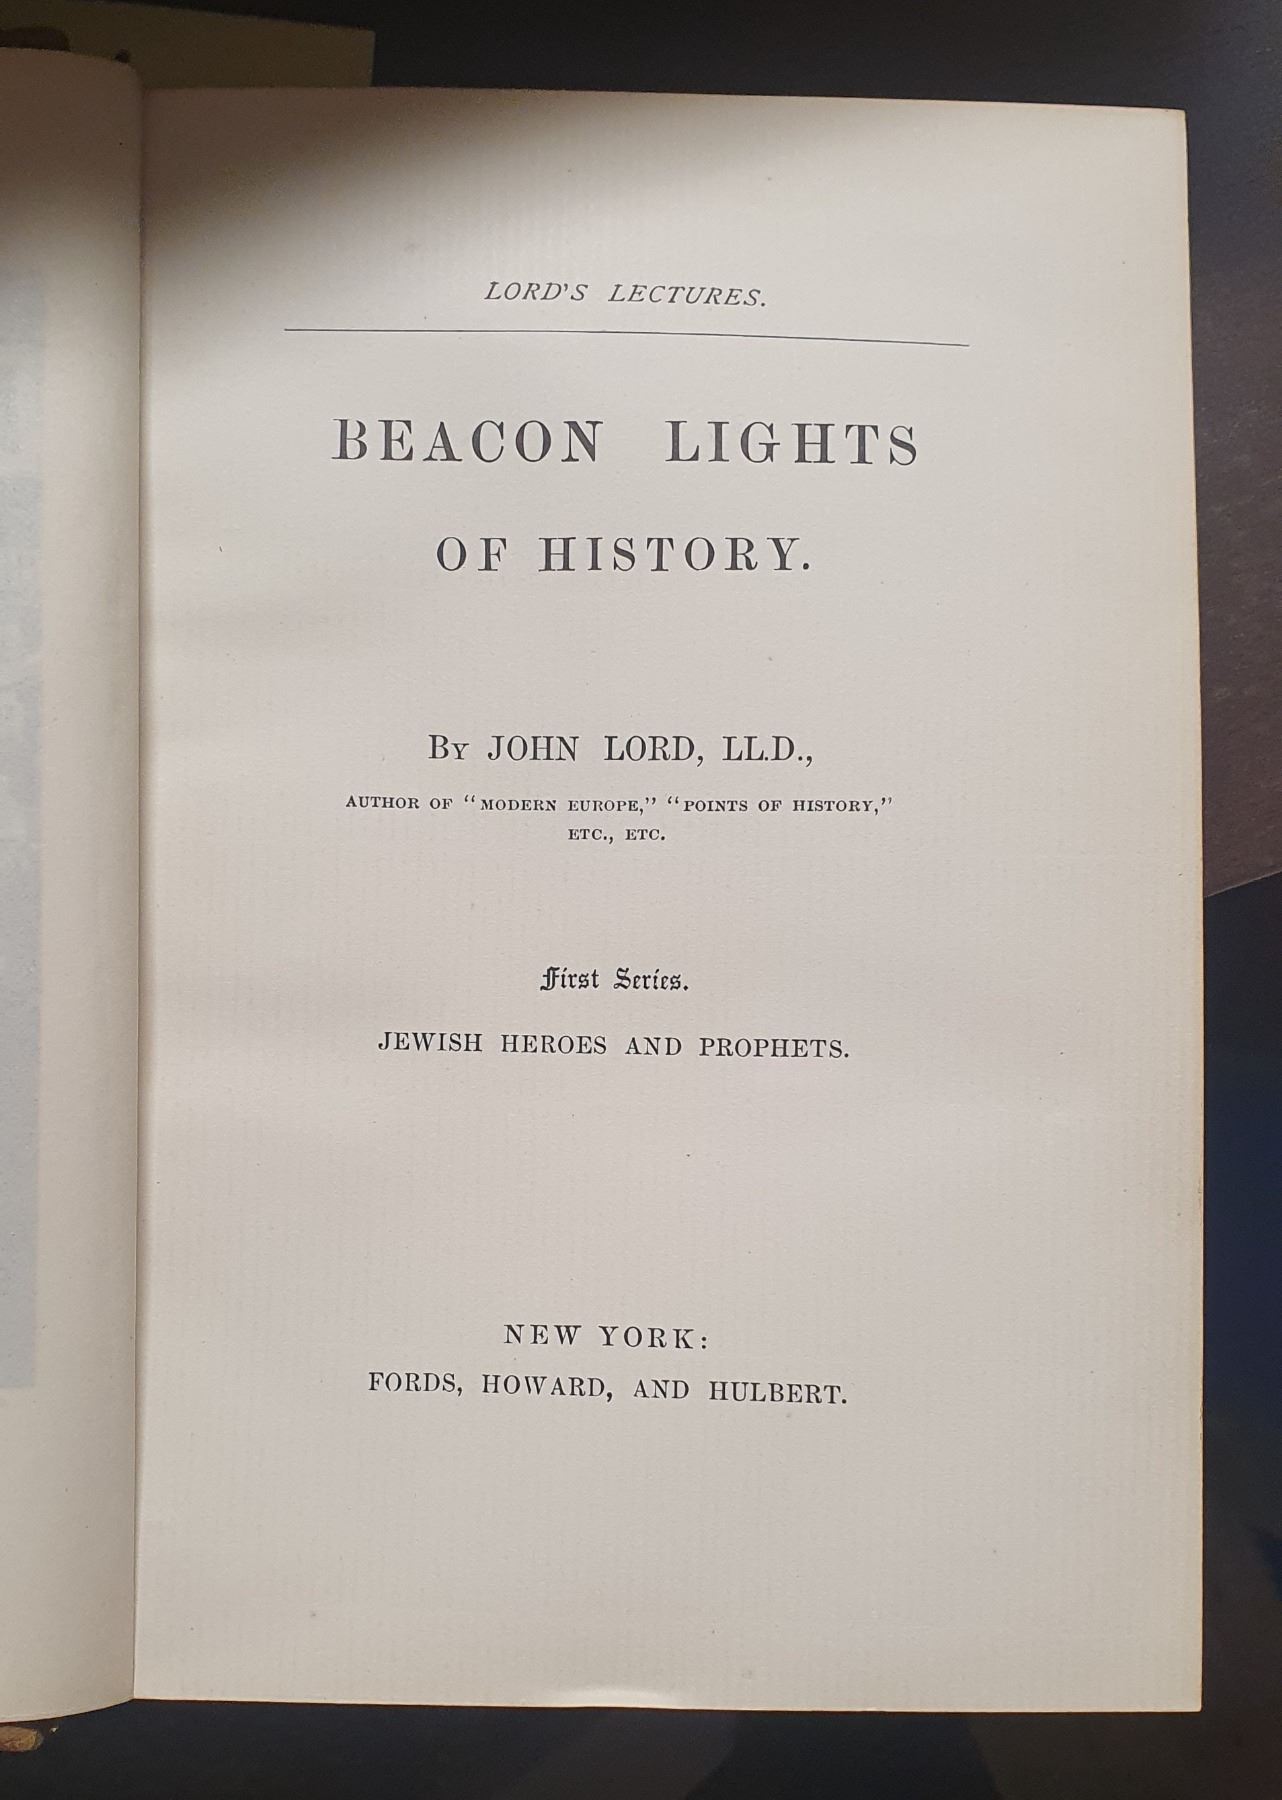 LORD'S LECTURES.
BEACON LIGHTS
OF HISTORY.
BY JOHN LORD, LL.D.,
AUTHOR OF "MODERN EUROPE," "POINTS OF HISTORY,"
ETC., ETC.
First Series.
JEWISH HEROES AND PROPHETS.
NEW YORK:
FORDS, HOWARD, AND HULBERT.